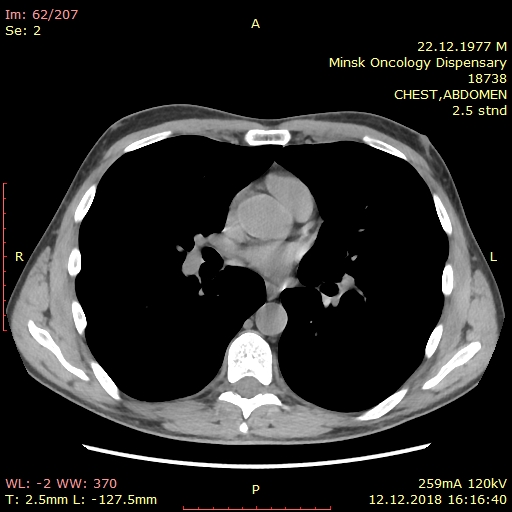 Im: 62/207
Se: 2
A
22.12.1977 M
Minsk Oncology Dispensary
18738
CHEST,ABDOMEN
2.5 stnd
R
L
WL: -2 WW: 370
T: 2.5mm L: -127.5mm
P
259mA 120kV
12.12.2018 16:16:40